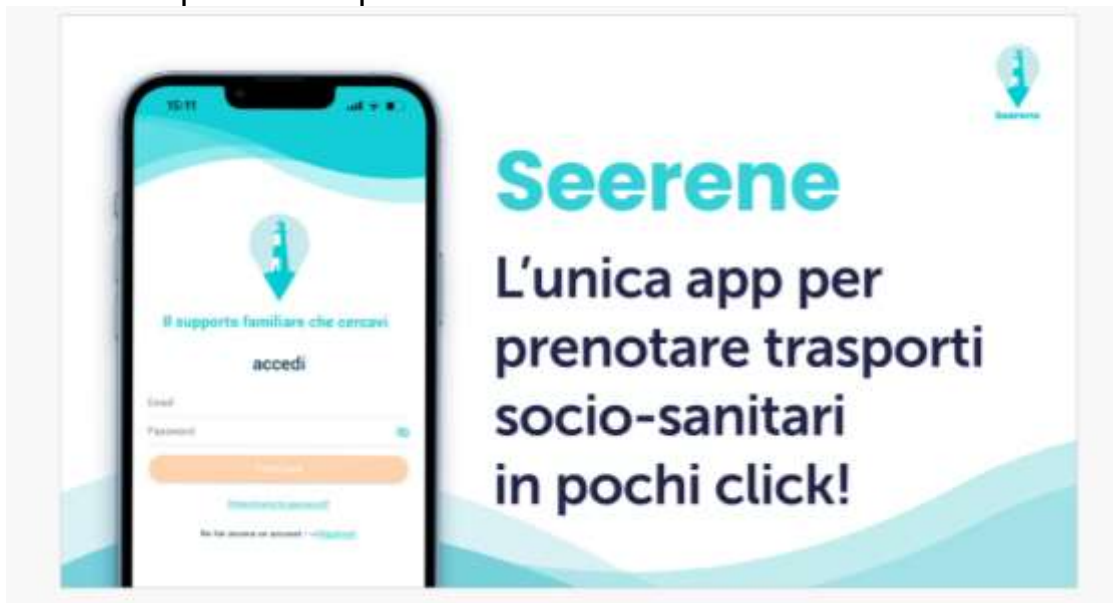 Seerene
Seerene
L'unica app per
prenotare trasporti
socio-sanitari
in pochi click!
15:11
Il supporto familiare che cercavi
accedi
Email
Password